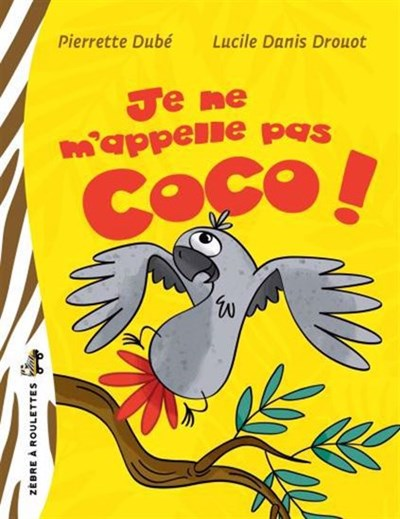 Pierrette Dubé Lucile Danis Drouot
Je ne
m'appelle pas
COCO !
ZÈBRE À ROULETTES